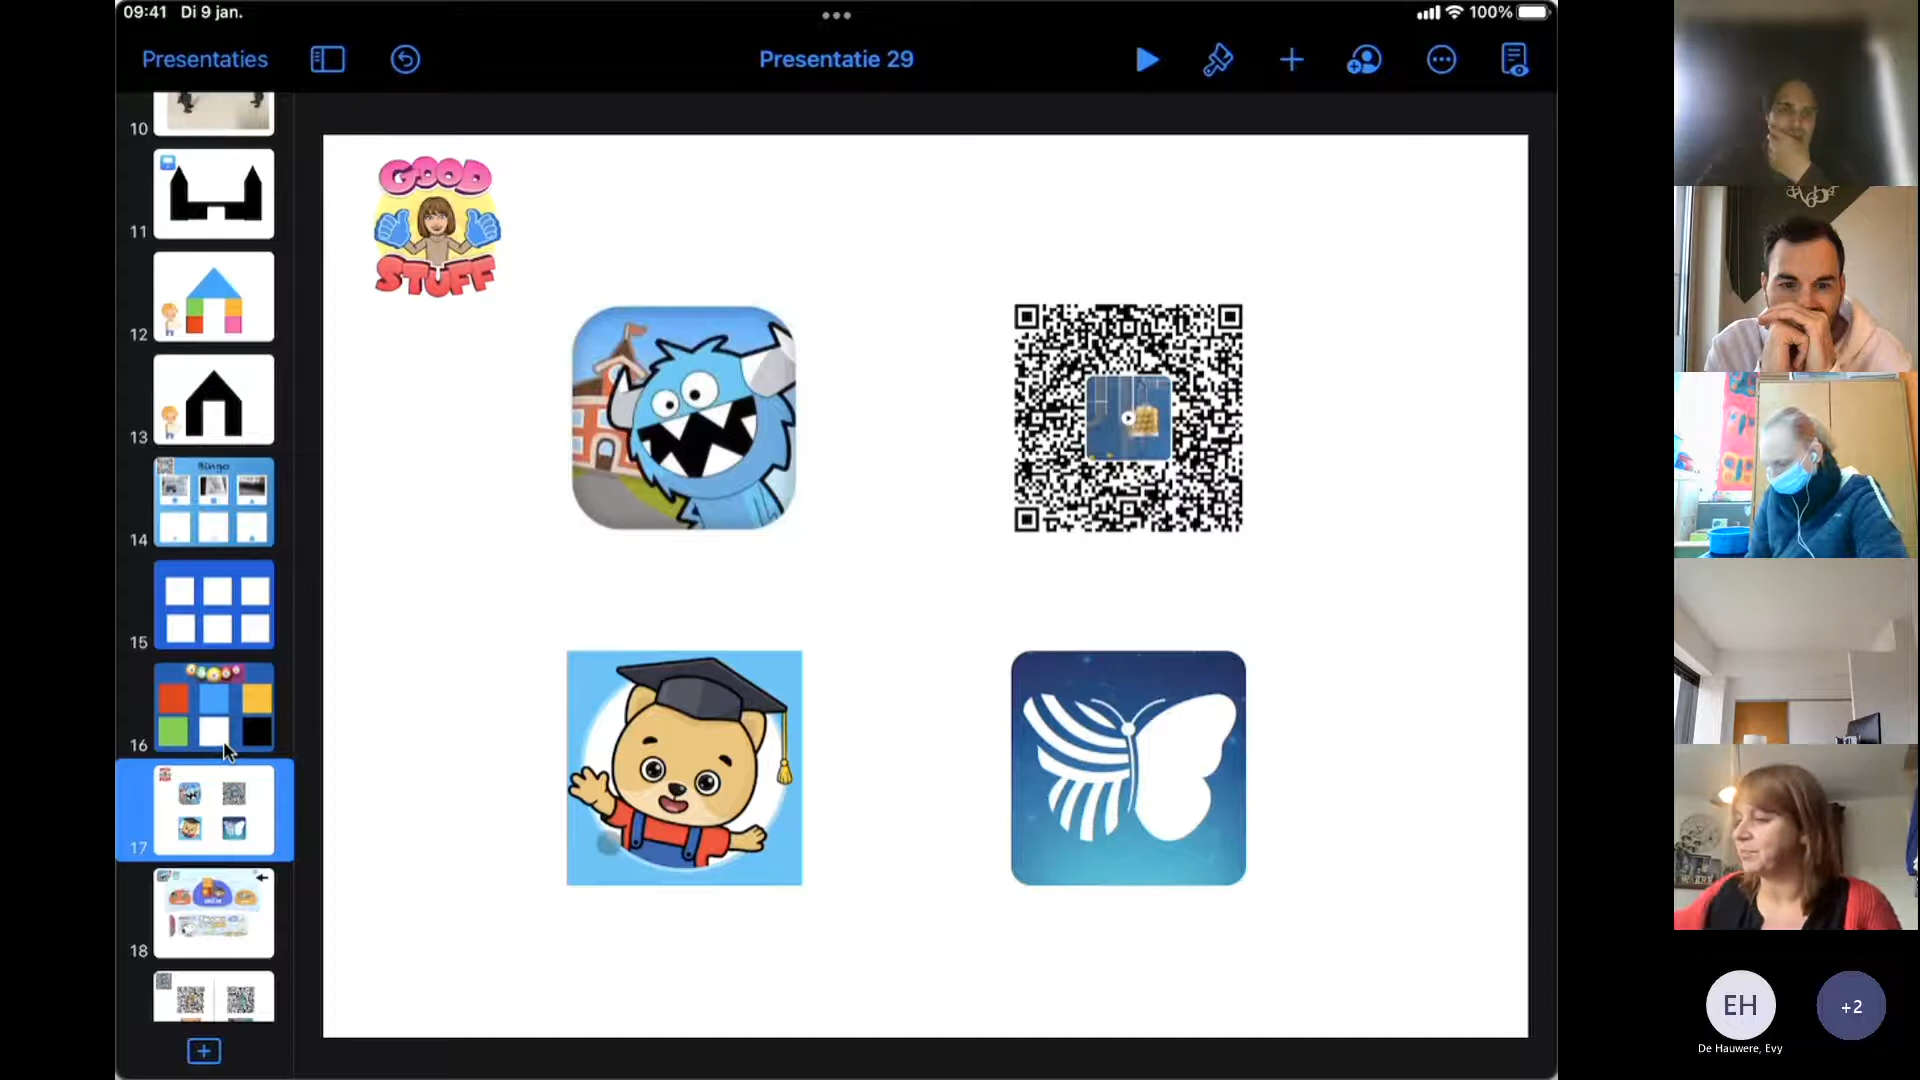 09:41 Di 9 jan.
100%
Presentaties
Presentatie 29
10
11
12
13
14
Bingo
15
16
17
18
GOOD
STUFF
EH
+2
De Hauwere, Evy